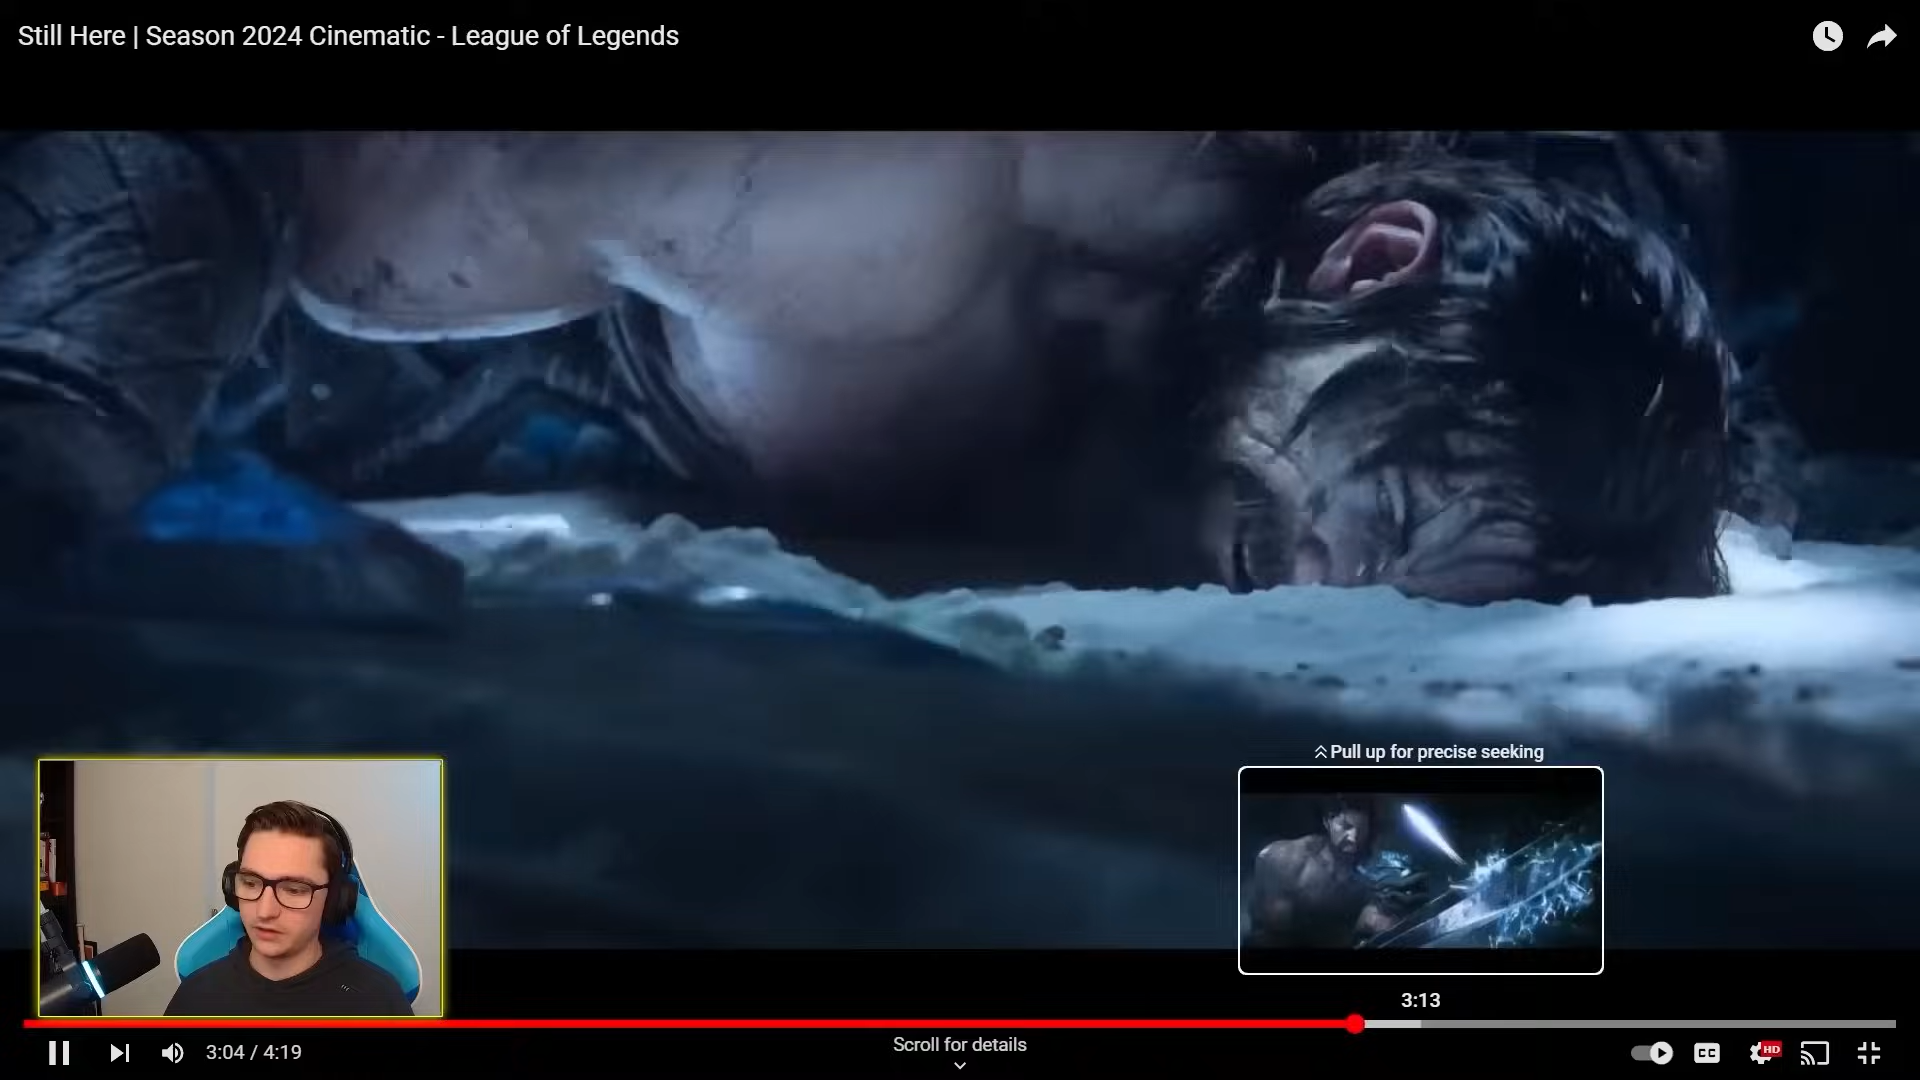 Still Here | Season 2024 Cinematic - League of Legends
Pull up for precise seeking
3:13
3:04 / 4:19
Scroll for details
CC
HD